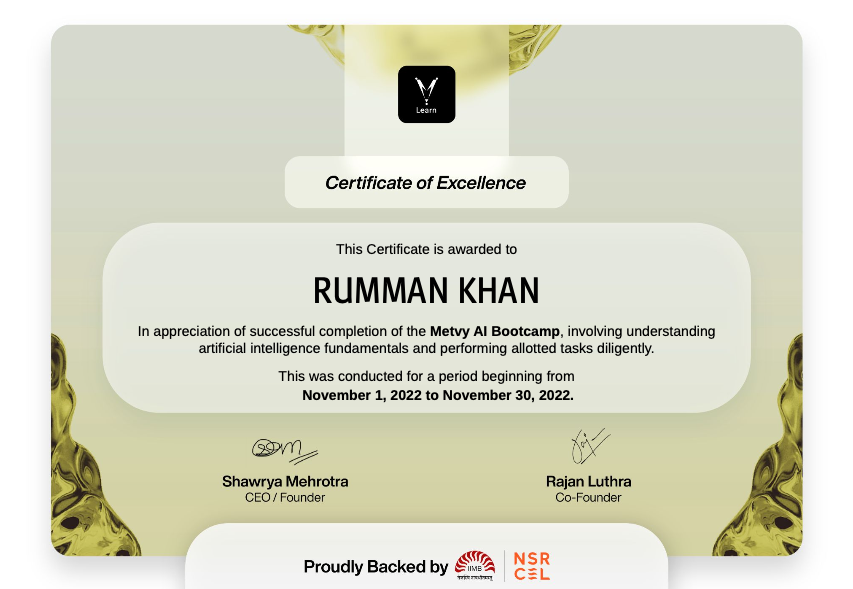 Learn
Certificate of Excellence
This Certificate is awarded to
RUMMAN KHAN
In appreciation of successful completion of the Metvy AI Bootcamp, involving understanding
artificial intelligence fundamentals and performing allotted tasks diligently.
This was conducted for a period beginning from
November 1, 2022 to November 30, 2022.
Shawrya Mehrotra
CEO / Founder
Rajan Luthra
Co-Founder
Proudly Backed by
IIMB
NSR
CEL